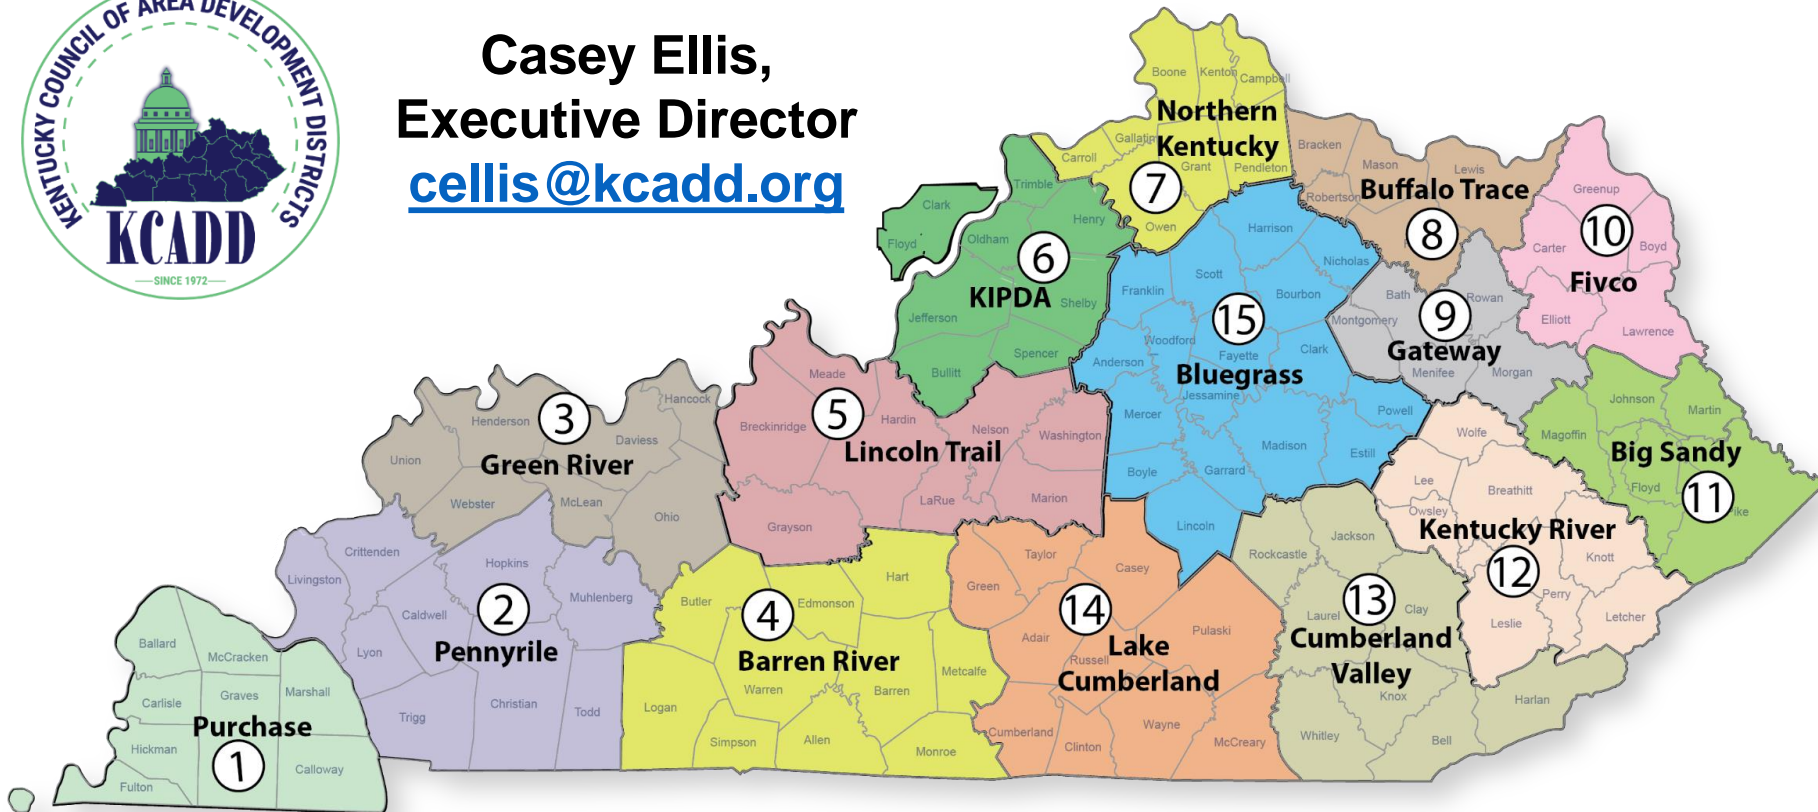 KENTUCKY COUNCIL OF AREA DEVELOPMENT DISTRICTS
KCADD
SINCE 1972
Casey Ellis,
Executive Director
cellis@kcadd.org
Boone
Kenton
Campbell
Northern
Kentucky
7
Gallatin
Carroll
Grant
Pendleton
Owen
Bracken
Mason
Lewis
Robertson
Buffalo Trace
8
Greenup
10
Carter
Boyd
Fivco
Elliott
Lawrence
Clark
Floyd
Trimble
Henry
Oldham
6
KIPDA
Shelby
Jefferson
Spencer
Bullitt
Harrison
Nicholas
Scott
Franklin
Bourbon
15
Woodford
Fayette
Clark
Anderson
Bluegrass
Jessamine
Mercer
Powell
Madison
Estill
Boyle
Garrard
Lincoln
Bath
Rowan
Montgomery
9
Gateway
Menifee
Morgan
Johnson
Martin
Magoffin
Big Sandy
Floyd
11
ike
Meade
5
Hardin
Breckinridge
Nelson
Washington
Lincoln Trail
LaRue
Marion
Grayson
Hancock
Henderson
3
Daviess
Union
Green River
Webster
McLean
Ohio
Wolfe
Lee
Breathitt
Owsley
Kentucky River
Knott
12
Perry
Leslie
Letcher
Crittenden
Hopkins
Livingston
Caldwell
2
Muhlenberg
Lyon
Pennyrile
Trigg
Christian
Todd
Hart
Butler
Edmonson
4
Barren River
Metcalfe
Warren
Barren
Logan
Simpson
Allen
Monroe
Taylor
Casey
Green
14
Adair
Pulaski
Lake
Russell
Cumberland
Wayne
Cumberland
Clinton
McCreary
Rockcastle
Jackson
13
Laurel
Clay
Cumberland
Valley
Knox
Harlan
Whitley
Bell
Ballard
McCracken
Carlisle
Graves
Marshall
Purchase
Hickman
1
Calloway
Fulton